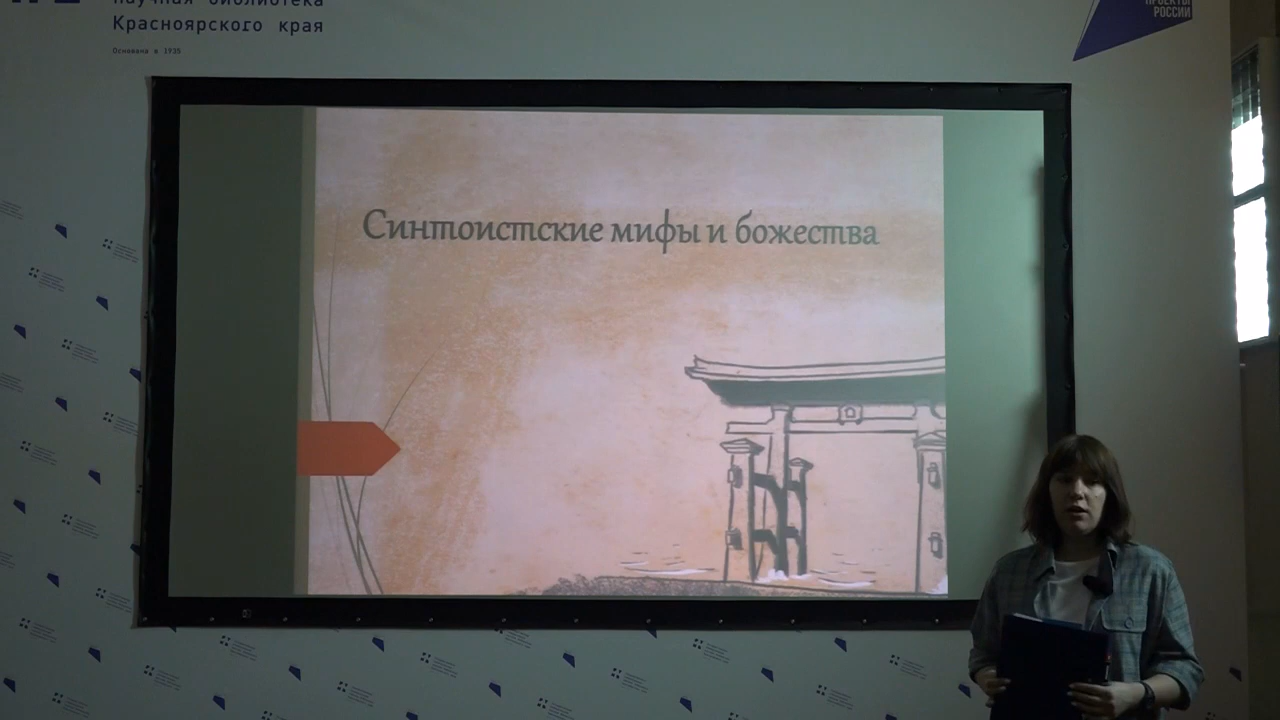 научная библиотека
Красноярского края
Основана в 1935
ПРОЕКТЫ
РОССИИ
Синтоистские мифы и божества